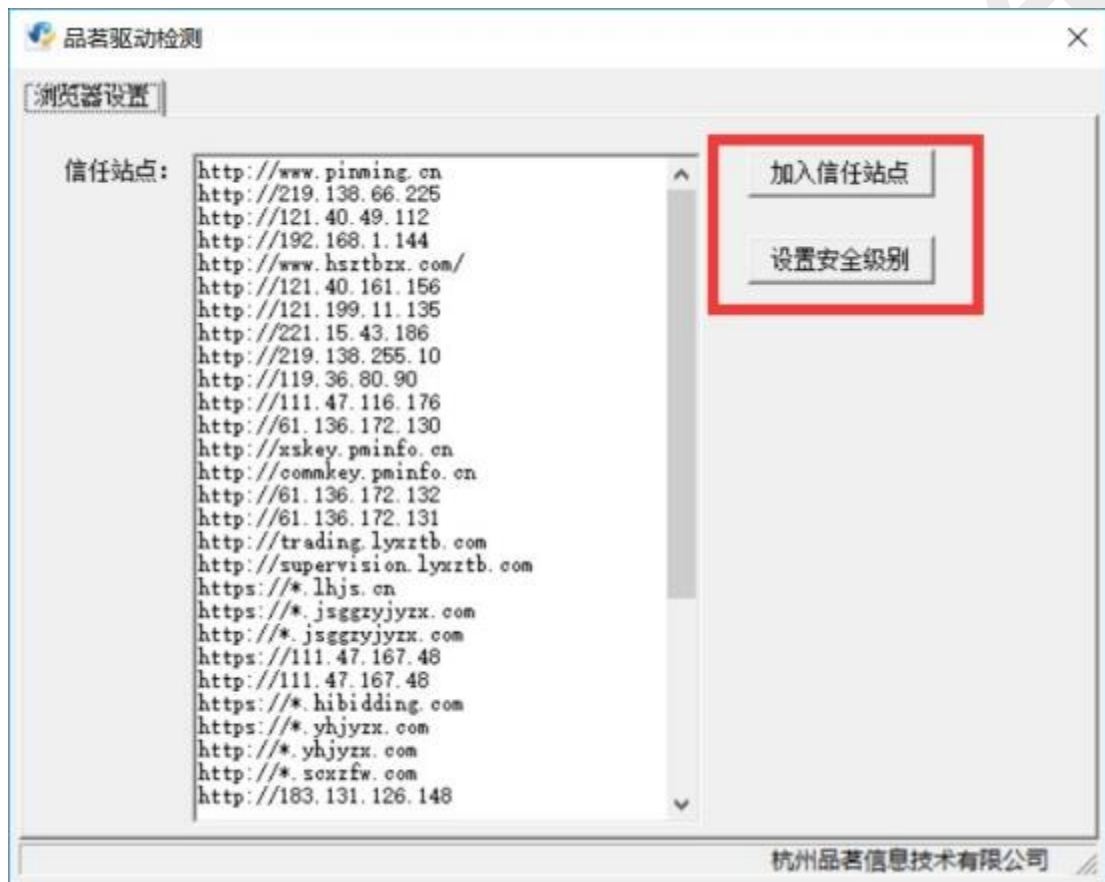 品茗驱动检测
浏览器设置
信任站点：
http://www.pinming.cn
http://219.138.66.225
http://121.40.49.112
http://192.168.1.144
http://www.hsztbzx.com/
http://121.40.161.156
http://121.199.11.135
http://221.15.43.186
http://219.138.255.10
http://119.36.80.90
http://111.47.116.176
http://61.136.172.130
http://xskey.pminfo.cn
http://commkey.pminfo.cn
http://61.136.172.132
http://61.136.172.131
http://trading.lyxztb.com
http://supervision.lyxztb.com
https://*.lhjs.cn
https://*.jsggzyjyzx.com
http://*.jsggzyjyzx.com
https://111.47.167.48
http://111.47.167.48
https://*.hibidding.com
https://*.yhjyzx.com
http://*.yhjyzx.com
http://*.scxzfw.com
http://183.131.126.148
加入信任站点
设置安全级别
杭州品茗信息技术有限公司